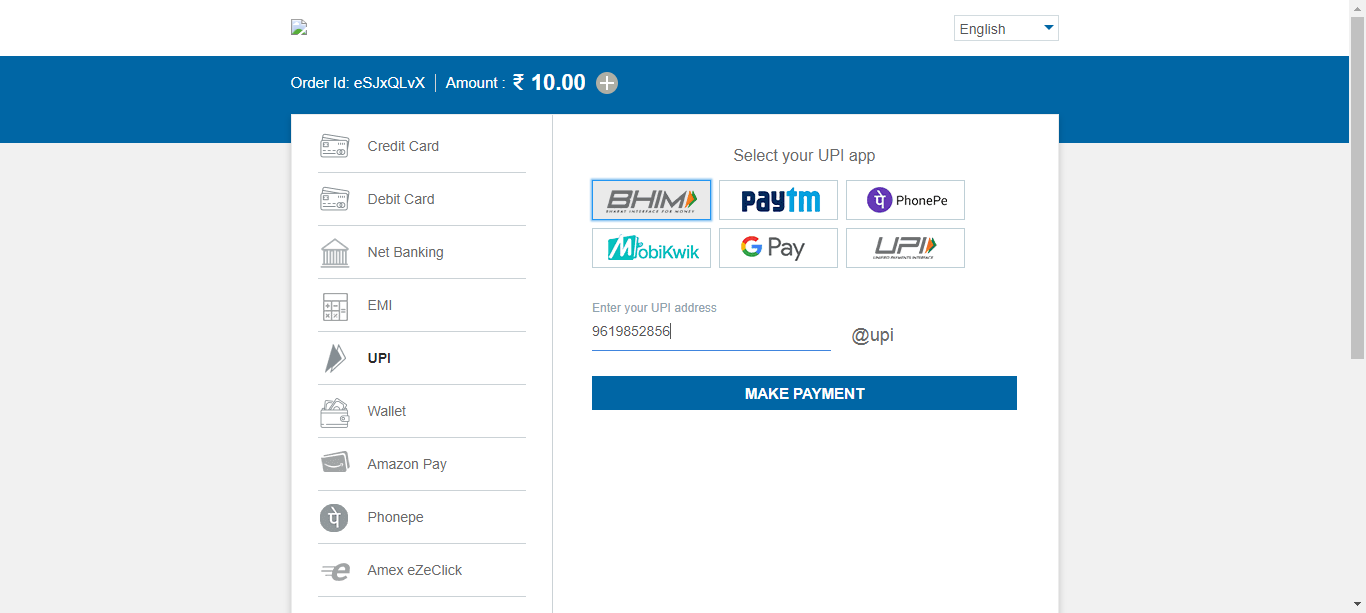 English
Order Id: eSJxQLvX | Amount : ₹ 10.00
Credit Card
Debit Card
Net Banking
EMI
UPI
Wallet
Amazon Pay
Phonepe
Amex eZeClick
Select your UPI app
BHIM
BHARAT INTERFACE FOR MONEY
paytm
पे PhonePe
MobiKwik
G Pay
UPI
UNIFIED PAYMENTS INTERFACE
Enter your UPI address
9619852856
@upi
MAKE PAYMENT